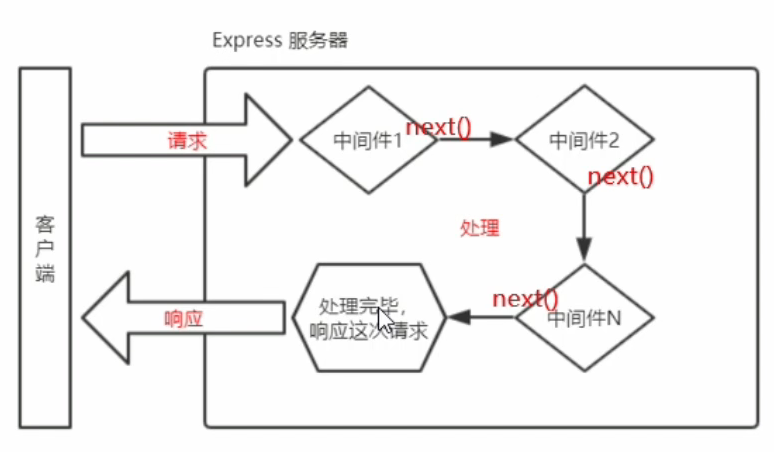 Express 服务器
客户端
请求
中间件1
next()
中间件2
next()
处理
next()
中间件N
处理完毕,
响应这次请求
响应